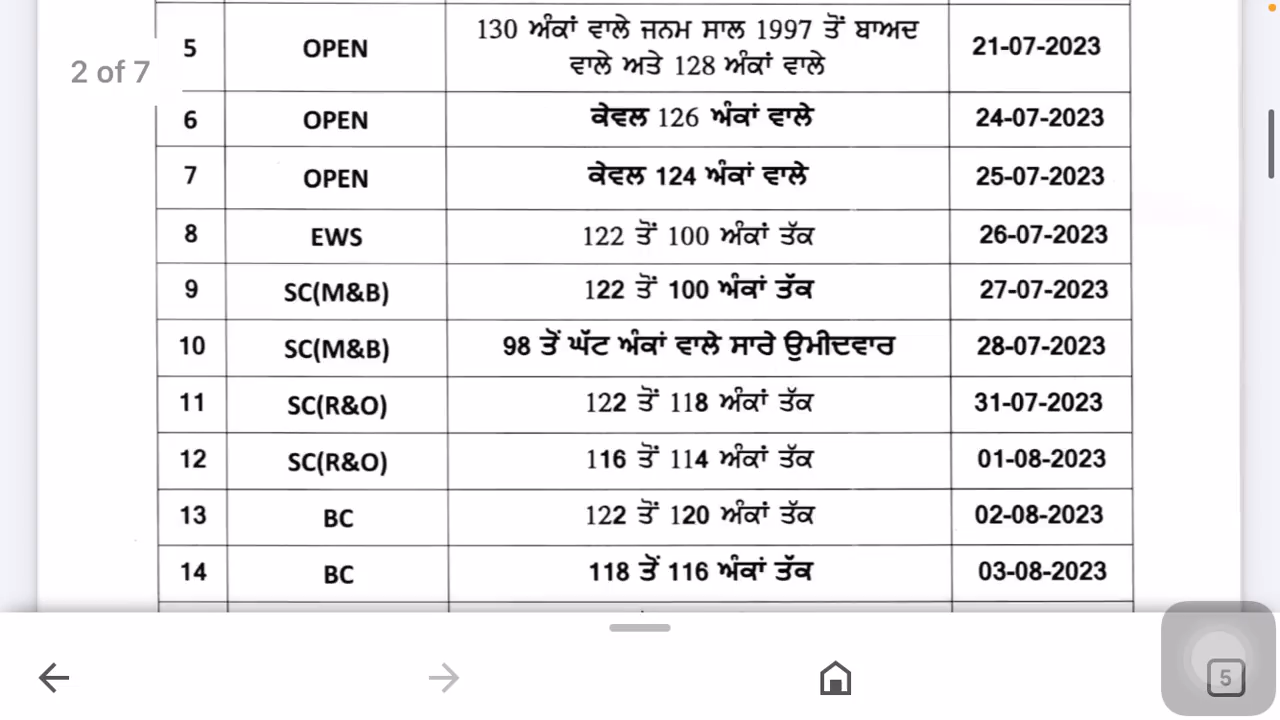 2 of 7
5 OPEN 130 ਅੰਕਾਂ ਵਾਲੇ ਜਨਮ ਸਾਲ 1997 ਤੋਂ ਬਾਅਦ ਵਾਲੇ ਅਤੇ 128 ਅੰਕਾਂ ਵਾਲੇ 21-07-2023
6 OPEN ਕੇਵਲ 126 ਅੰਕਾਂ ਵਾਲੇ 24-07-2023
7 OPEN ਕੇਵਲ 124 ਅੰਕਾਂ ਵਾਲੇ 25-07-2023
8 EWS 122 ਤੋਂ 100 ਅੰਕਾਂ ਤੱਕ 26-07-2023
9 SC(M&B) 122 ਤੋਂ 100 ਅੰਕਾਂ ਤੱਕ 27-07-2023
10 SC(M&B) 98 ਤੋਂ ਘੱਟ ਅੰਕਾਂ ਵਾਲੇ ਸਾਰੇ ਉਮੀਦਵਾਰ 28-07-2023
11 SC(R&O) 122 ਤੋਂ 118 ਅੰਕਾਂ ਤੱਕ 31-07-2023
12 SC(R&O) 116 ਤੋਂ 114 ਅੰਕਾਂ ਤੱਕ 01-08-2023
13 BC 122 ਤੋਂ 120 ਅੰਕਾਂ ਤੱਕ 02-08-2023
14 BC 118 ਤੋਂ 116 ਅੰਕਾਂ ਤੱਕ 03-08-2023
5